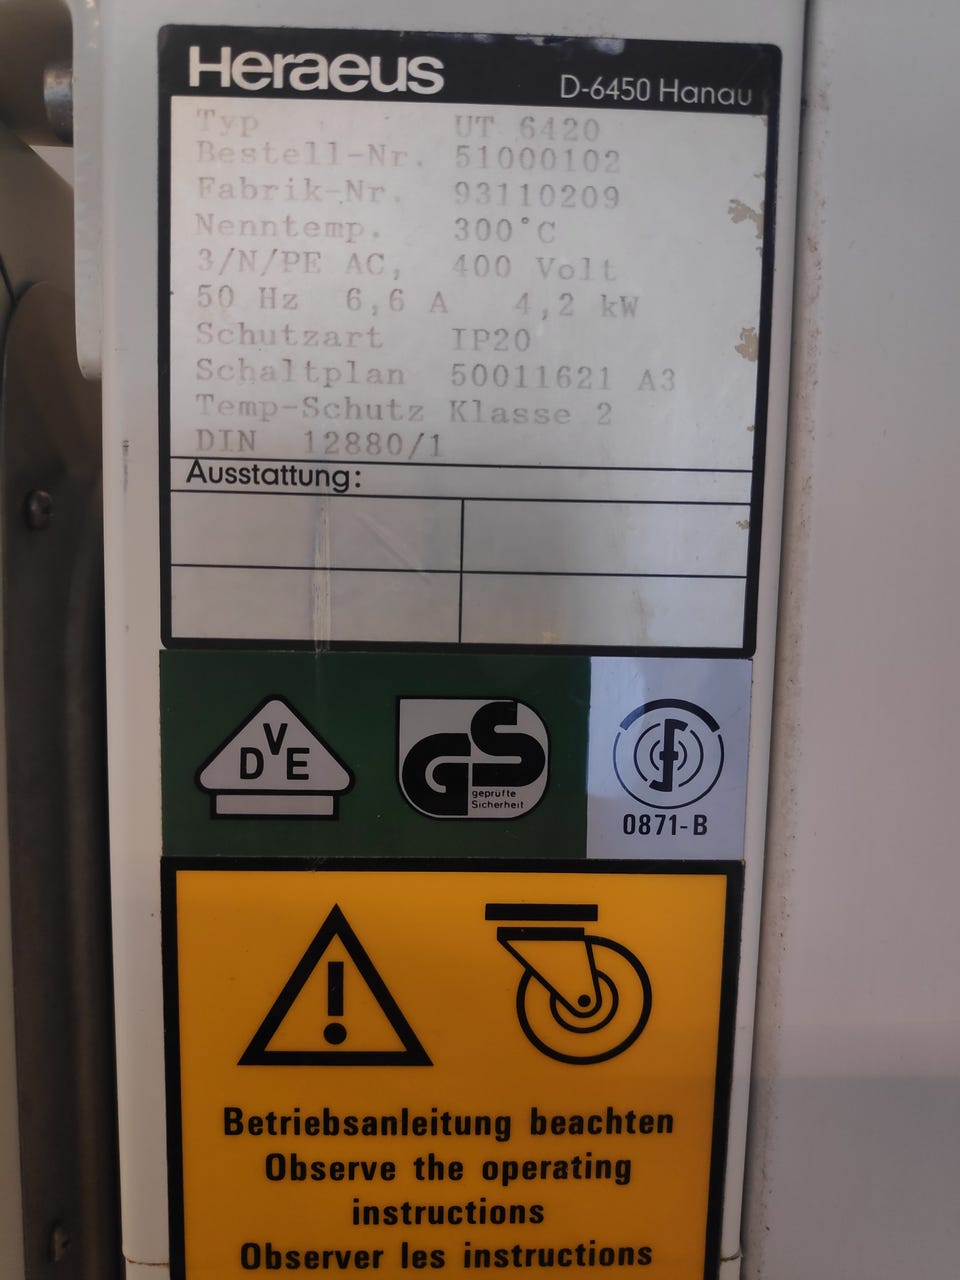 Heraeus D-6450 Hanau
Typ UT 6420
Bestell-Nr. 51000102
Fabrik-Nr. 93110209
Nenntemp. 300°C
3/N/PE AC, 400 Volt
50 Hz 6,6 A 4,2 kW
Schutzart IP20
Schaltplan 50011621 A3
Temp-Schutz Klasse 2
DIN 12880/1
Ausstattung:
DVE
GS
geprüfte
Sicherheit
0871-B
Betriebsanleitung beachten
Observe the operating
instructions
Observer les instructions